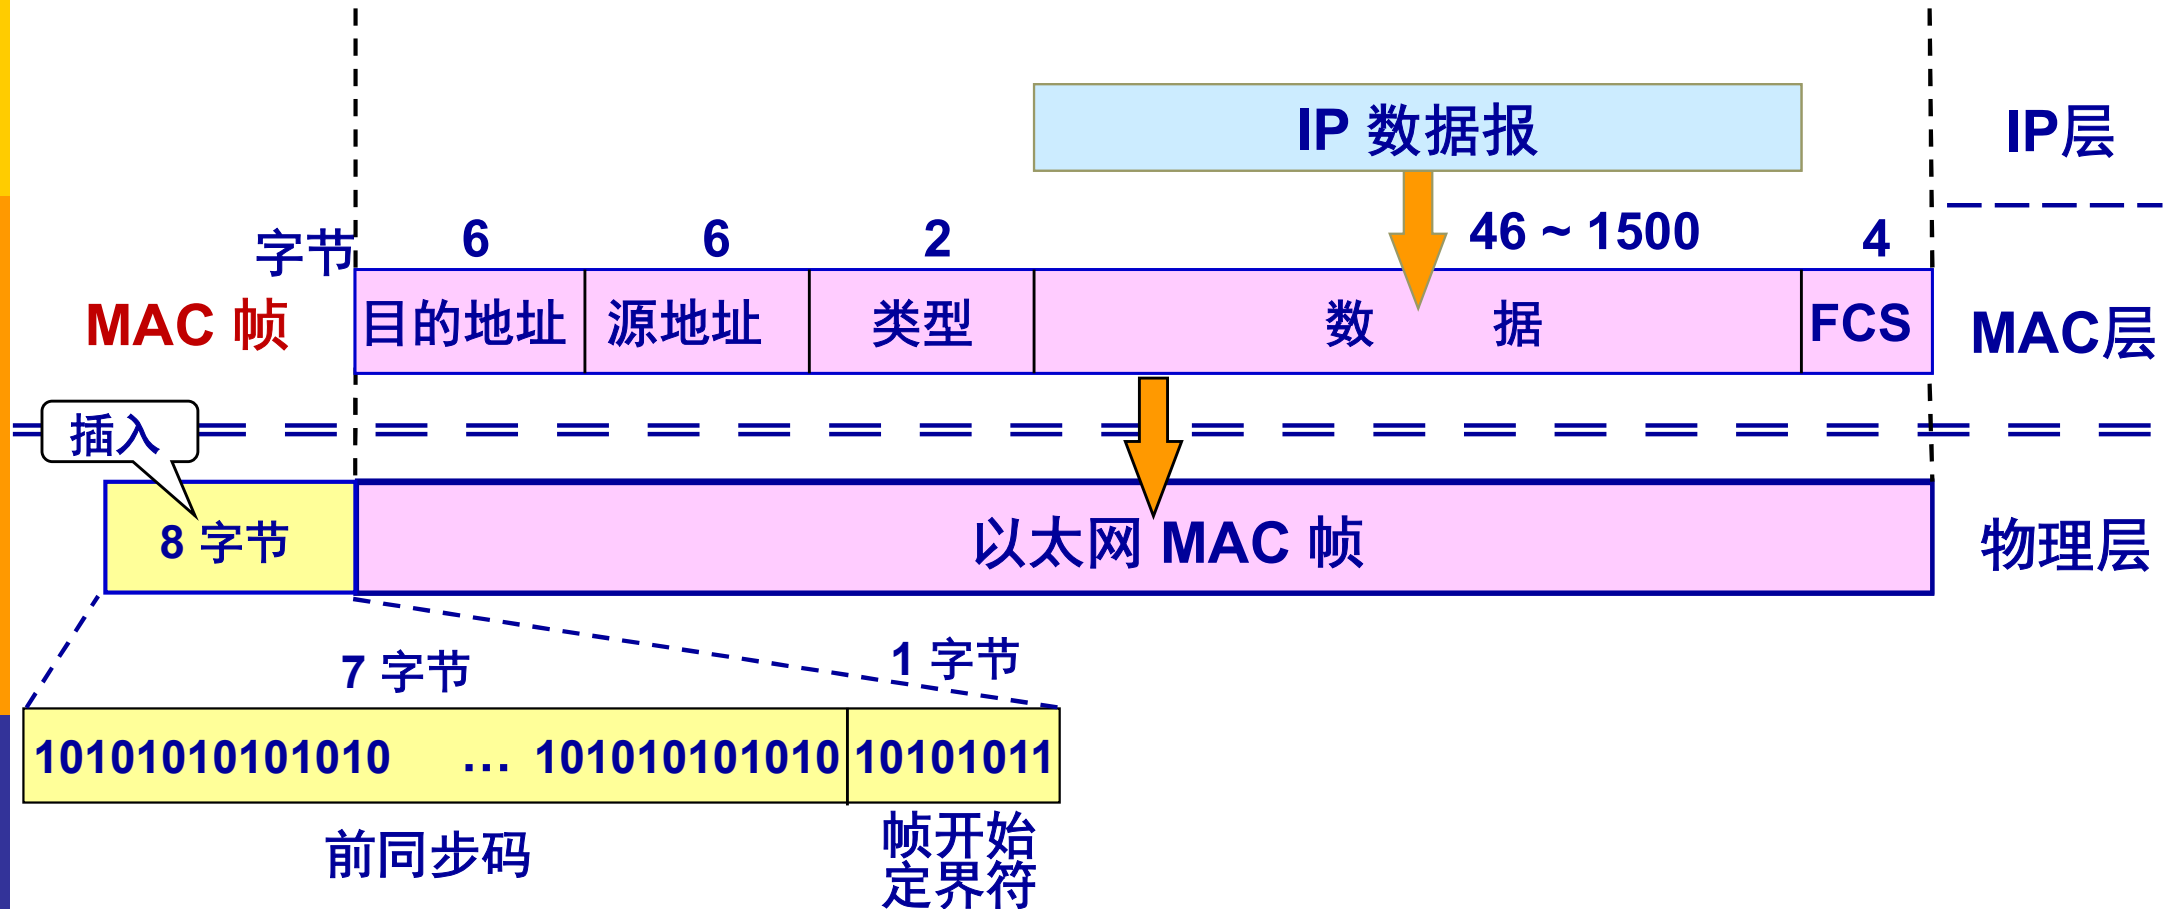 IP 数据报
IP层
字节 6 6 2 46 ~ 1500 4
MAC 帧 目的地址 源地址 类型 数 据 FCS MAC层
插入
8 字节 以太网 MAC 帧 物理层
7 字节 1 字节
10101010101010 … 101010101010 10101011
前同步码 帧开始
定界符